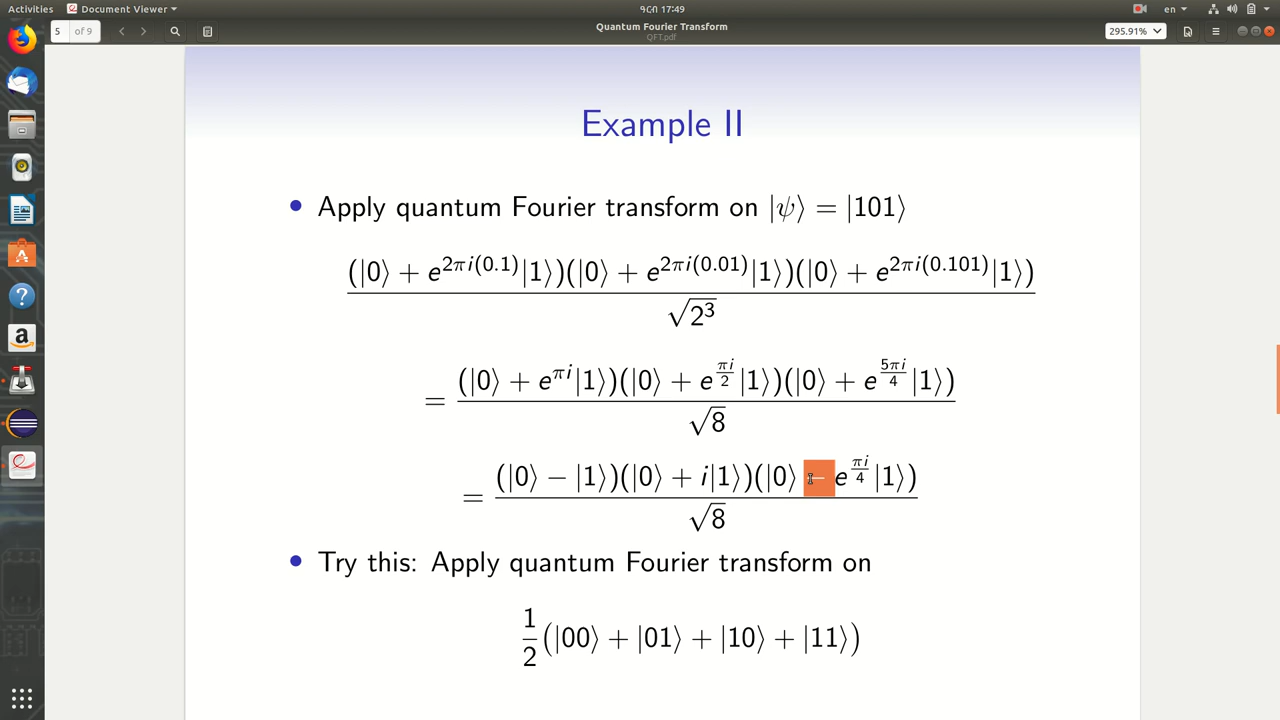 Activities Document Viewer ვაი 17:49 en
5 of 9 Quantum Fourier Transform 295.91%
QFT.pdf
Example II
• Apply quantum Fourier transform on |ψ⟩ = |101⟩
(|0⟩ + e^{2πi(0.1)}|1⟩)(|0⟩ + e^{2πi(0.01)}|1⟩)(|0⟩ + e^{2πi(0.101)}|1⟩)
√2³
= (|0⟩ + e^{πi}|1⟩)(|0⟩ + e^{πi/2}|1⟩)(|0⟩ + e^{5πi/4}|1⟩)
√8
= (|0⟩ − |1⟩)(|0⟩ + i|1⟩)(|0⟩ − e^{πi/4}|1⟩)
√8
• Try this: Apply quantum Fourier transform on
1/2 (|00⟩ + |01⟩ + |10⟩ + |11⟩)